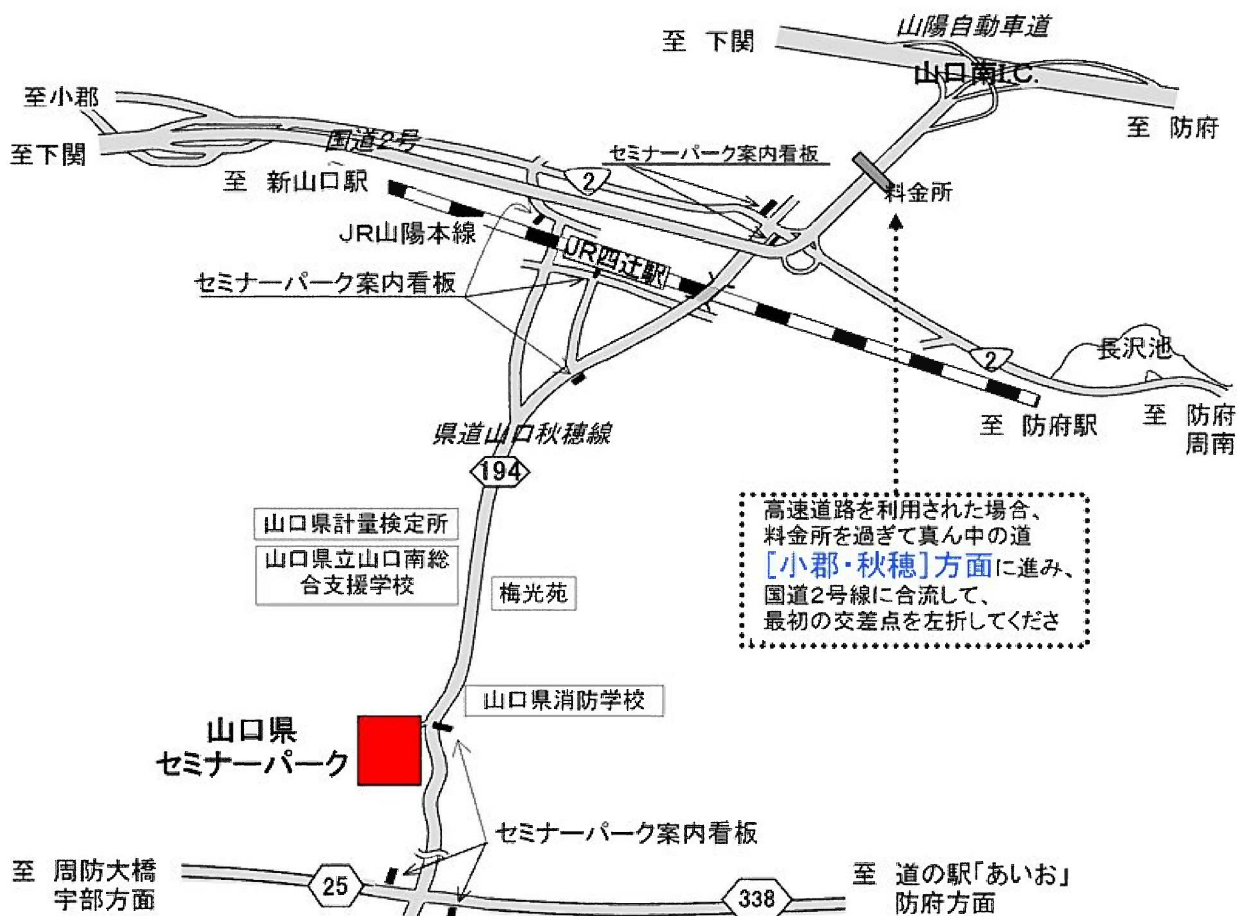 山陽自動車道
至 下関
山口南I.C.
至小郡
至 防府
国道2号
セミナーパーク案内看板
至下関
至 新山口駅
2
料金所
JR山陽本線
JR四辻駅
セミナーパーク案内看板
長沢池
2
至 防府駅
至 防府
周南
県道山口秋穂線
194
高速道路を利用された場合、
料金所を過ぎて真ん中の道
[小郡・秋穂]方面に進み、
国道2号線に合流して、
最初の交差点を左折してくださ
山口県計量検定所
山口県立山口南総
合支援学校
梅光苑
山口県消防学校
山口県
セミナーパーク
セミナーパーク案内看板
至 周防大橋
宇部方面
25
338
至 道の駅「あいお」
防府方面